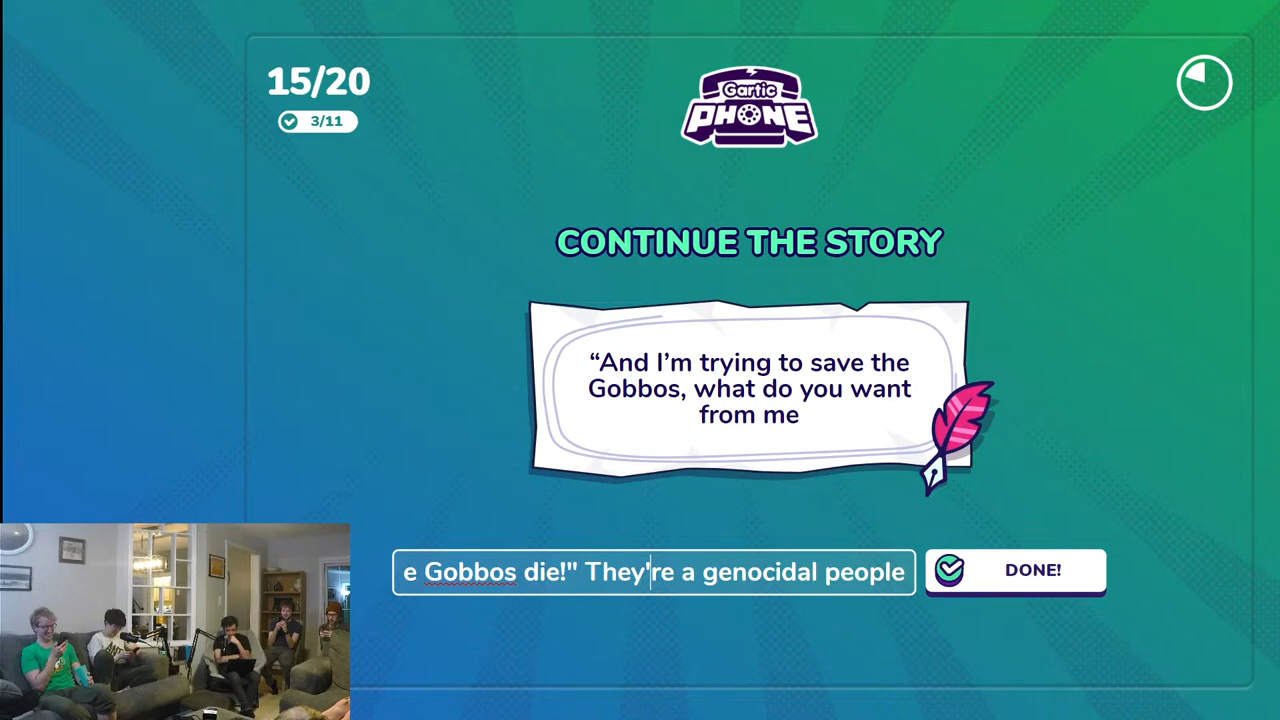 15/20
3/11
Gartic
PHONE
CONTINUE THE STORY
“And I’m trying to save the
Gobbos, what do you want
from me
e Gobbos die!" They're a genocidal people
DONE!